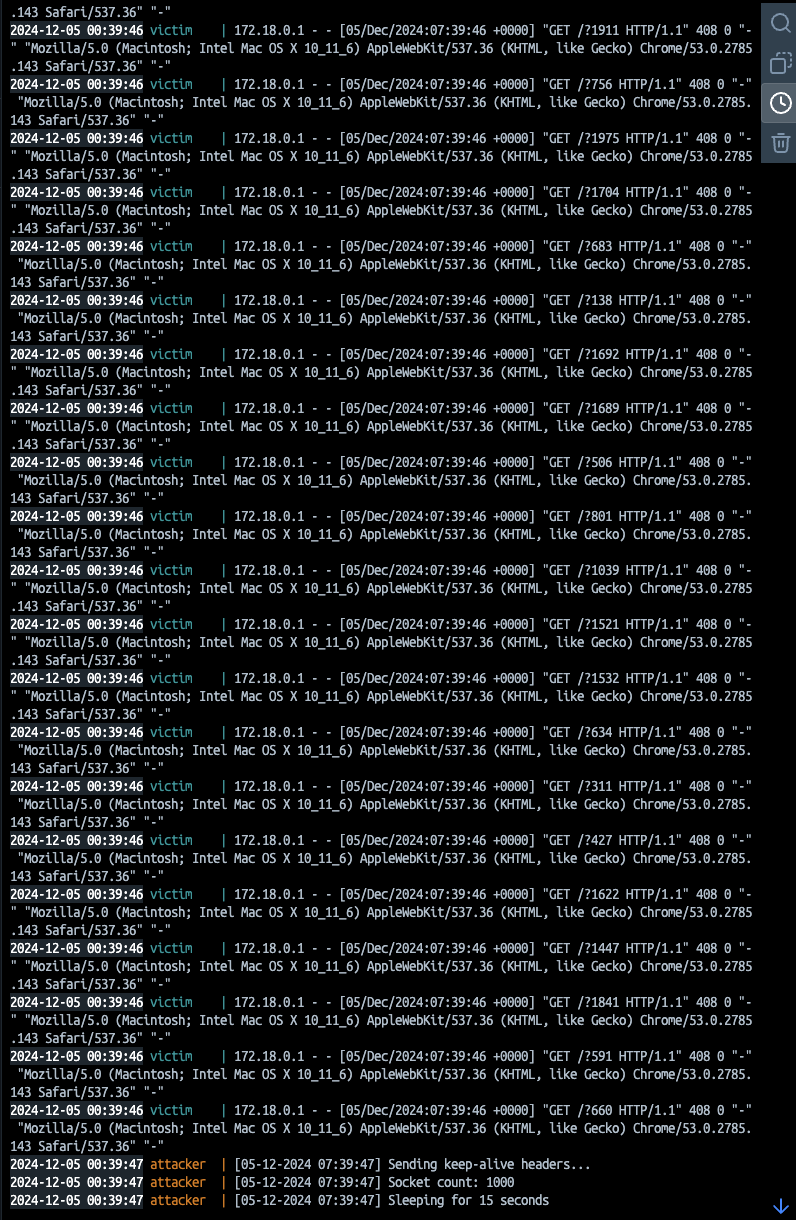 .143 Safari/537.36" "-"
2024-12-05 00:39:46 victim    | 172.18.0.1 - - [05/Dec/2024:07:39:46 +0000] "GET /?1911 HTTP/1.1" 408 0 "-
" "Mozilla/5.0 (Macintosh; Intel Mac OS X 10_11_6) AppleWebKit/537.36 (KHTML, like Gecko) Chrome/53.0.2785
.143 Safari/537.36" "-"
2024-12-05 00:39:46 victim    | 172.18.0.1 - - [05/Dec/2024:07:39:46 +0000] "GET /?756 HTTP/1.1" 408 0 "-"
 "Mozilla/5.0 (Macintosh; Intel Mac OS X 10_11_6) AppleWebKit/537.36 (KHTML, like Gecko) Chrome/53.0.2785.
143 Safari/537.36" "-"
2024-12-05 00:39:46 victim    | 172.18.0.1 - - [05/Dec/2024:07:39:46 +0000] "GET /?1975 HTTP/1.1" 408 0 "-
" "Mozilla/5.0 (Macintosh; Intel Mac OS X 10_11_6) AppleWebKit/537.36 (KHTML, like Gecko) Chrome/53.0.2785
.143 Safari/537.36" "-"
2024-12-05 00:39:46 victim    | 172.18.0.1 - - [05/Dec/2024:07:39:46 +0000] "GET /?1704 HTTP/1.1" 408 0 "-
" "Mozilla/5.0 (Macintosh; Intel Mac OS X 10_11_6) AppleWebKit/537.36 (KHTML, like Gecko) Chrome/53.0.2785
.143 Safari/537.36" "-"
2024-12-05 00:39:46 victim    | 172.18.0.1 - - [05/Dec/2024:07:39:46 +0000] "GET /?683 HTTP/1.1" 408 0 "-"
 "Mozilla/5.0 (Macintosh; Intel Mac OS X 10_11_6) AppleWebKit/537.36 (KHTML, like Gecko) Chrome/53.0.2785.
143 Safari/537.36" "-"
2024-12-05 00:39:46 victim    | 172.18.0.1 - - [05/Dec/2024:07:39:46 +0000] "GET /?138 HTTP/1.1" 408 0 "-"
 "Mozilla/5.0 (Macintosh; Intel Mac OS X 10_11_6) AppleWebKit/537.36 (KHTML, like Gecko) Chrome/53.0.2785.
143 Safari/537.36" "-"
2024-12-05 00:39:46 victim    | 172.18.0.1 - - [05/Dec/2024:07:39:46 +0000] "GET /?1692 HTTP/1.1" 408 0 "-
" "Mozilla/5.0 (Macintosh; Intel Mac OS X 10_11_6) AppleWebKit/537.36 (KHTML, like Gecko) Chrome/53.0.2785
.143 Safari/537.36" "-"
2024-12-05 00:39:46 victim    | 172.18.0.1 - - [05/Dec/2024:07:39:46 +0000] "GET /?1689 HTTP/1.1" 408 0 "-
" "Mozilla/5.0 (Macintosh; Intel Mac OS X 10_11_6) AppleWebKit/537.36 (KHTML, like Gecko) Chrome/53.0.2785
.143 Safari/537.36" "-"
2024-12-05 00:39:46 victim    | 172.18.0.1 - - [05/Dec/2024:07:39:46 +0000] "GET /?506 HTTP/1.1" 408 0 "-"
 "Mozilla/5.0 (Macintosh; Intel Mac OS X 10_11_6) AppleWebKit/537.36 (KHTML, like Gecko) Chrome/53.0.2785.
143 Safari/537.36" "-"
2024-12-05 00:39:46 victim    | 172.18.0.1 - - [05/Dec/2024:07:39:46 +0000] "GET /?801 HTTP/1.1" 408 0 "-"
 "Mozilla/5.0 (Macintosh; Intel Mac OS X 10_11_6) AppleWebKit/537.36 (KHTML, like Gecko) Chrome/53.0.2785.
143 Safari/537.36" "-"
2024-12-05 00:39:46 victim    | 172.18.0.1 - - [05/Dec/2024:07:39:46 +0000] "GET /?1039 HTTP/1.1" 408 0 "-
" "Mozilla/5.0 (Macintosh; Intel Mac OS X 10_11_6) AppleWebKit/537.36 (KHTML, like Gecko) Chrome/53.0.2785
.143 Safari/537.36" "-"
2024-12-05 00:39:46 victim    | 172.18.0.1 - - [05/Dec/2024:07:39:46 +0000] "GET /?1521 HTTP/1.1" 408 0 "-
" "Mozilla/5.0 (Macintosh; Intel Mac OS X 10_11_6) AppleWebKit/537.36 (KHTML, like Gecko) Chrome/53.0.2785
.143 Safari/537.36" "-"
2024-12-05 00:39:46 victim    | 172.18.0.1 - - [05/Dec/2024:07:39:46 +0000] "GET /?1532 HTTP/1.1" 408 0 "-
" "Mozilla/5.0 (Macintosh; Intel Mac OS X 10_11_6) AppleWebKit/537.36 (KHTML, like Gecko) Chrome/53.0.2785
.143 Safari/537.36" "-"
2024-12-05 00:39:46 victim    | 172.18.0.1 - - [05/Dec/2024:07:39:46 +0000] "GET /?634 HTTP/1.1" 408 0 "-"
 "Mozilla/5.0 (Macintosh; Intel Mac OS X 10_11_6) AppleWebKit/537.36 (KHTML, like Gecko) Chrome/53.0.2785.
143 Safari/537.36" "-"
2024-12-05 00:39:46 victim    | 172.18.0.1 - - [05/Dec/2024:07:39:46 +0000] "GET /?311 HTTP/1.1" 408 0 "-"
 "Mozilla/5.0 (Macintosh; Intel Mac OS X 10_11_6) AppleWebKit/537.36 (KHTML, like Gecko) Chrome/53.0.2785.
143 Safari/537.36" "-"
2024-12-05 00:39:46 victim    | 172.18.0.1 - - [05/Dec/2024:07:39:46 +0000] "GET /?427 HTTP/1.1" 408 0 "-"
 "Mozilla/5.0 (Macintosh; Intel Mac OS X 10_11_6) AppleWebKit/537.36 (KHTML, like Gecko) Chrome/53.0.2785.
143 Safari/537.36" "-"
2024-12-05 00:39:46 victim    | 172.18.0.1 - - [05/Dec/2024:07:39:46 +0000] "GET /?1622 HTTP/1.1" 408 0 "-
" "Mozilla/5.0 (Macintosh; Intel Mac OS X 10_11_6) AppleWebKit/537.36 (KHTML, like Gecko) Chrome/53.0.2785
.143 Safari/537.36" "-"
2024-12-05 00:39:46 victim    | 172.18.0.1 - - [05/Dec/2024:07:39:46 +0000] "GET /?1447 HTTP/1.1" 408 0 "-
" "Mozilla/5.0 (Macintosh; Intel Mac OS X 10_11_6) AppleWebKit/537.36 (KHTML, like Gecko) Chrome/53.0.2785
.143 Safari/537.36" "-"
2024-12-05 00:39:46 victim    | 172.18.0.1 - - [05/Dec/2024:07:39:46 +0000] "GET /?1841 HTTP/1.1" 408 0 "-
" "Mozilla/5.0 (Macintosh; Intel Mac OS X 10_11_6) AppleWebKit/537.36 (KHTML, like Gecko) Chrome/53.0.2785
.143 Safari/537.36" "-"
2024-12-05 00:39:46 victim    | 172.18.0.1 - - [05/Dec/2024:07:39:46 +0000] "GET /?591 HTTP/1.1" 408 0 "-"
 "Mozilla/5.0 (Macintosh; Intel Mac OS X 10_11_6) AppleWebKit/537.36 (KHTML, like Gecko) Chrome/53.0.2785.
143 Safari/537.36" "-"
2024-12-05 00:39:46 victim    | 172.18.0.1 - - [05/Dec/2024:07:39:46 +0000] "GET /?660 HTTP/1.1" 408 0 "-"
 "Mozilla/5.0 (Macintosh; Intel Mac OS X 10_11_6) AppleWebKit/537.36 (KHTML, like Gecko) Chrome/53.0.2785.
143 Safari/537.36" "-"
2024-12-05 00:39:47 attacker  | [05-12-2024 07:39:47] Sending keep-alive headers...
2024-12-05 00:39:47 attacker  | [05-12-2024 07:39:47] Socket count: 1000
2024-12-05 00:39:47 attacker  | [05-12-2024 07:39:47] Sleeping for 15 seconds